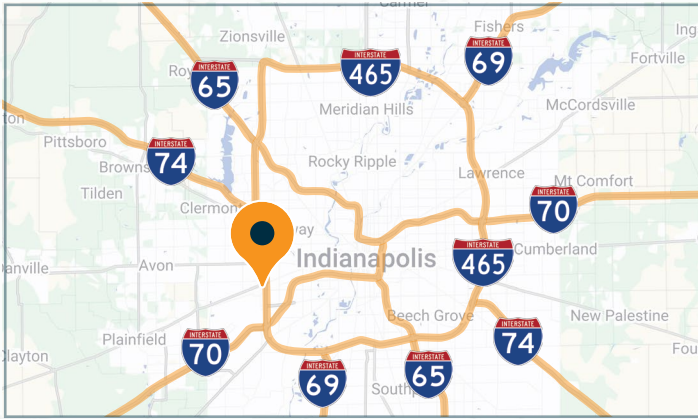 Carmel
Fishers
Zionsville
INTERSTATE
69
Fortville
INTERSTATE
465
INTERSTATE
65
McCordsville
Meridian Hills
Pittsboro
INTERSTATE
74
Rocky Ripple
Lawrence
Mt Comfort
Tilden
INTERSTATE
70
Indianapolis
INTERSTATE
465
Cumberland
Avon
Beech Grove
New Palestine
Plainfield
INTERSTATE
70
INTERSTATE
74
INTERSTATE
69
INTERSTATE
65